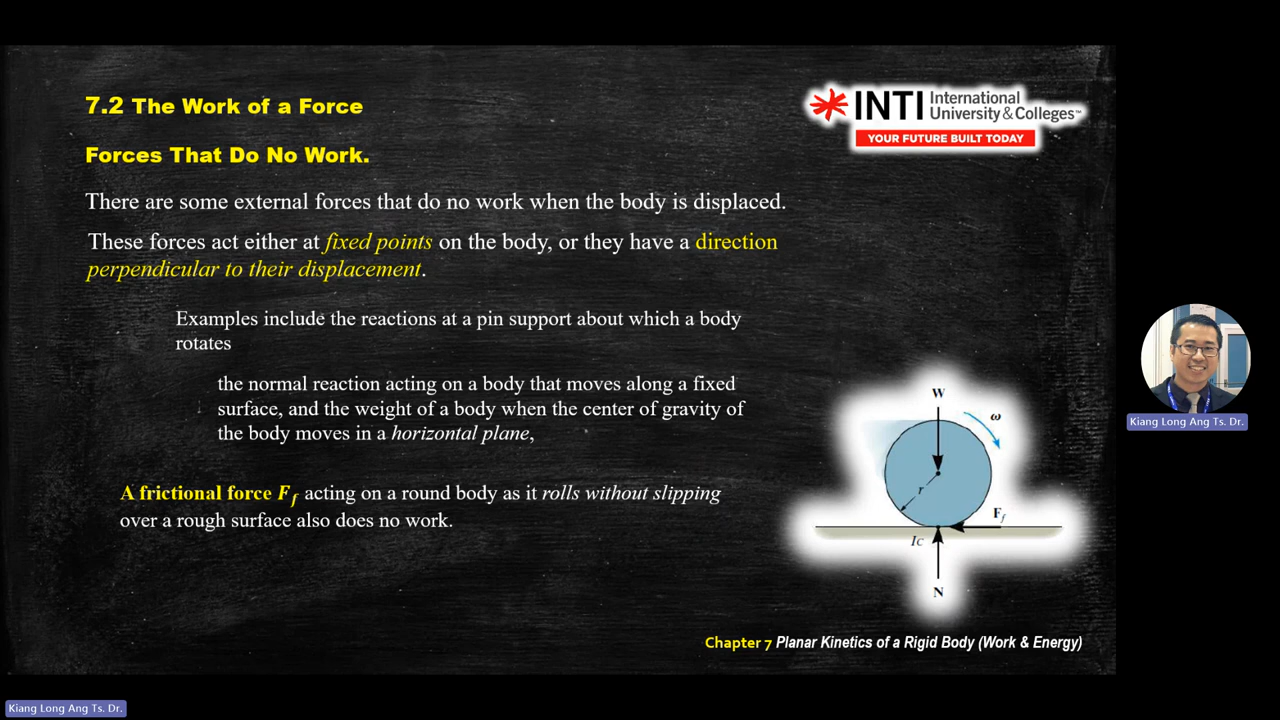 7.2 The Work of a Force
INTI International
University & Colleges™
YOUR FUTURE BUILT TODAY
Forces That Do No Work.
There are some external forces that do no work when the body is displaced.
These forces act either at fixed points on the body, or they have a direction
perpendicular to their displacement.
Examples include the reactions at a pin support about which a body
rotates
the normal reaction acting on a body that moves along a fixed
surface, and the weight of a body when the center of gravity of
the body moves in a horizontal plane,
A frictional force Ff acting on a round body as it rolls without slipping
over a rough surface also does no work.
W
ω
r
Ff
IC
N
Chapter 7 Planar Kinetics of a Rigid Body (Work & Energy)
Kiang Long Ang Ts. Dr.
Kiang Long Ang Ts. Dr.